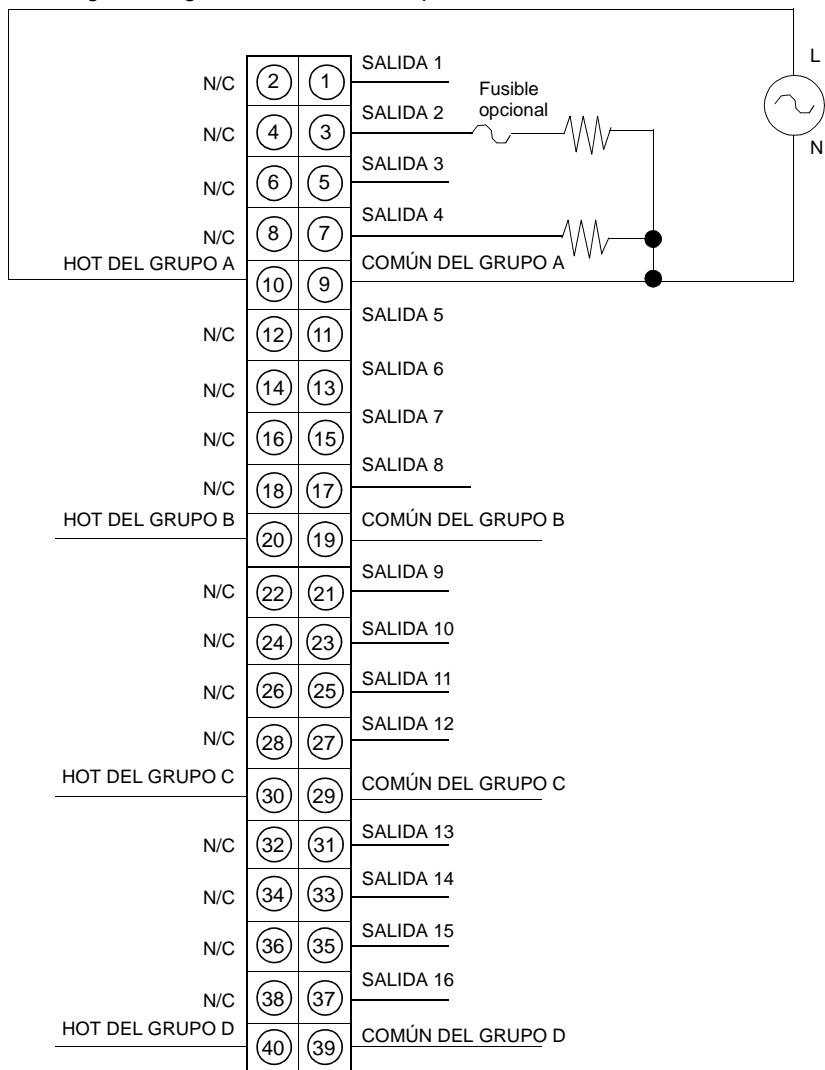 L
SALIDA 1
N/C 2 1
Fusible
opcional
SALIDA 2
N/C 4 3
N
SALIDA 3
N/C 6 5
SALIDA 4
N/C 8 7
HOT DEL GRUPO A 10 9 COMÚN DEL GRUPO A
SALIDA 5
N/C 12 11
SALIDA 6
N/C 14 13
SALIDA 7
N/C 16 15
SALIDA 8
N/C 18 17
HOT DEL GRUPO B 20 19 COMÚN DEL GRUPO B
SALIDA 9
N/C 22 21
SALIDA 10
N/C 24 23
SALIDA 11
N/C 26 25
SALIDA 12
N/C 28 27
HOT DEL GRUPO C 30 29 COMÚN DEL GRUPO C
SALIDA 13
N/C 32 31
SALIDA 14
N/C 34 33
SALIDA 15
N/C 36 35
SALIDA 16
N/C 38 37
HOT DEL GRUPO D 40 39 COMÚN DEL GRUPO D